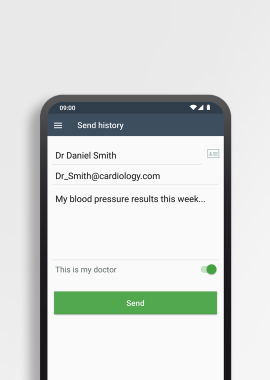 09:00
Send history
Dr Daniel Smith
Dr_Smith@cardiology.com
My blood pressure results this week...
This is my doctor
Send